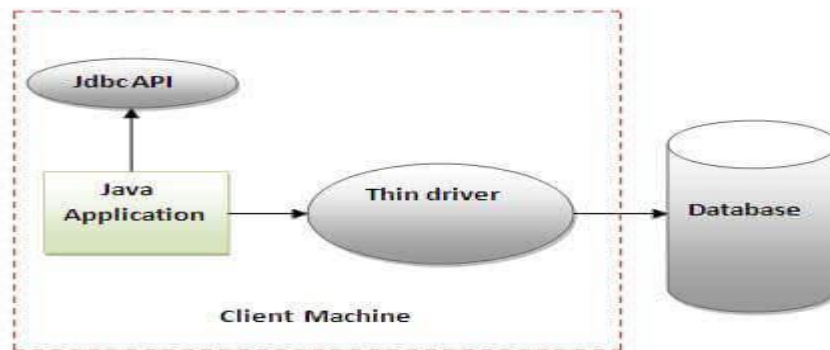 Jdbc API
Java
Application
Thin driver
Database
Client Machine